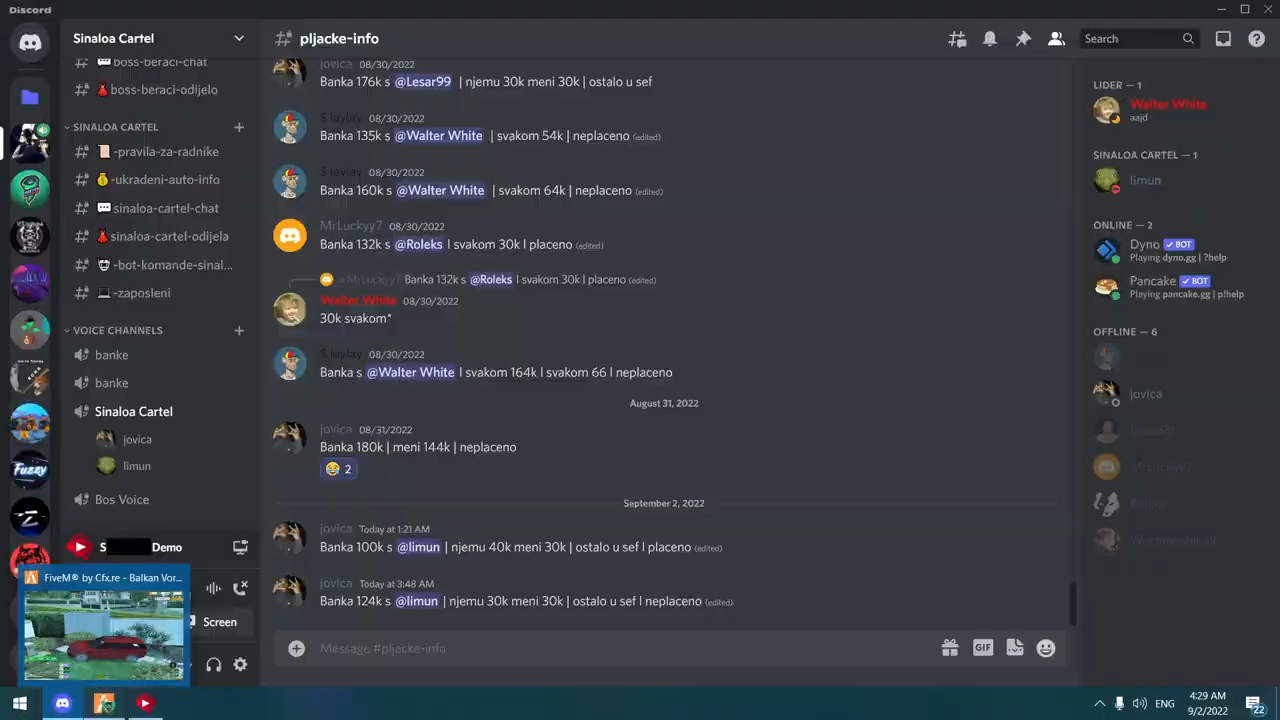 Discord
Sinaloa Cartel
boss-beraci-chat
boss-beraci-odijelo
SINALOA CARTEL
-pravila-za-radnike
-ukradeni-auto-info
sinaloa-cartel-chat
sinaloa-cartel-odijela
-bot-komande-sinal...
-zaposleni
VOICE CHANNELS
banke
banke
Sinaloa Cartel
jovica
limun
Bos Voice
S Demo
FiveM® by Cfx.re - Balkan Vor...
Screen
Fuzzy
pljacke-info
Search
jovica 08/30/2022
Banka 176k s @Lesar99 | njemu 30k meni 30k | ostalo u sef
08/30/2022
Banka 135k s @Walter White | svakom 54k | neplaceno (edited)
08/30/2022
Banka 160k s @Walter White | svakom 64k | neplaceno (edited)
MrLuckyy7 08/30/2022
Banka 132k s @Roleks l svakom 30k l placeno (edited)
@MrLuckyy7 Banka 132k s @Roleks l svakom 30k l placeno (edited)
Walter White 08/30/2022
30k svakom*
08/30/2022
Banka s @Walter White l svakom 164k l svakom 66 l neplaceno
August 31, 2022
jovica 08/31/2022
Banka 180k | meni 144k | neplaceno
2
September 2, 2022
jovica Today at 1:21 AM
Banka 100k s @limun | njemu 40k meni 30k | ostalo u sef l placeno (edited)
jovica Today at 3:48 AM
Banka 124k s @limun | njemu 30k meni 30k | ostalo u sef l neplaceno (edited)
Message #pljacke-info
GIF
LIDER — 1
Walter White
aajd
SINALOA CARTEL — 1
limun
ONLINE — 2
Dyno BOT
Playing dyno.gg | ?help
Pancake BOT
Playing pancake.gg | p!help
OFFLINE — 6
jovica
MrLuckyy7
ENG
4:29 AM
9/2/2022
22